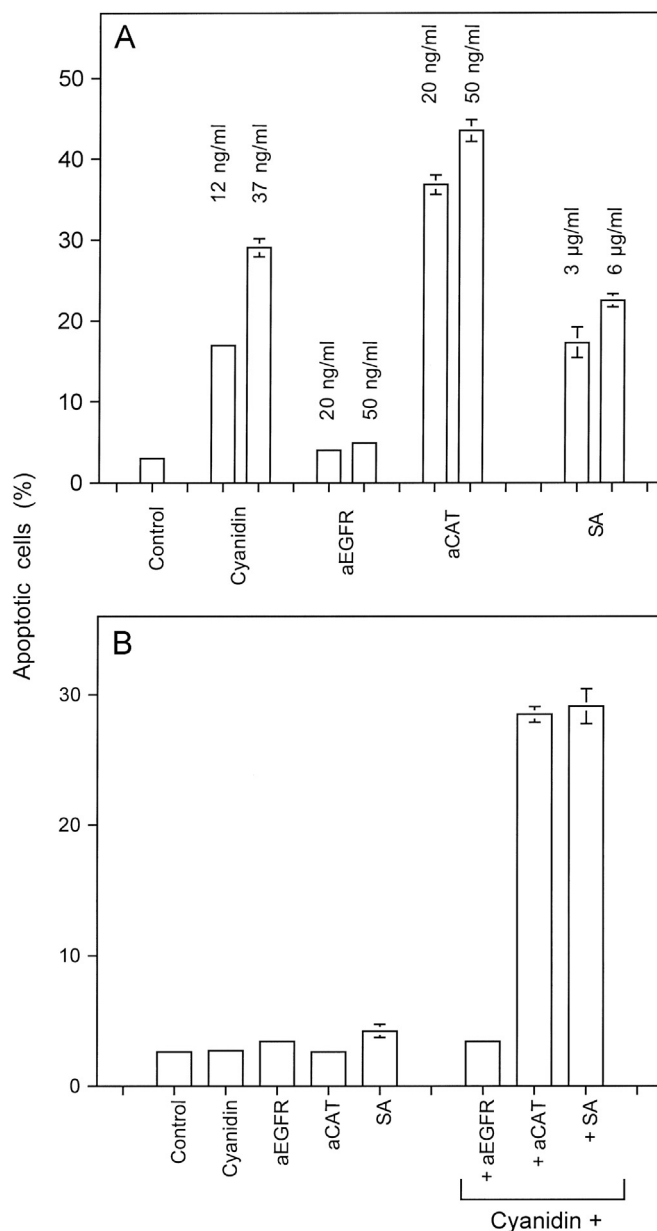 A
Apoptotic cells (%)
50
40
30
20
10
0
12 ng/ml
37 ng/ml
20 ng/ml
50 ng/ml
20 ng/ml
50 ng/ml
3 µg/ml
6 µg/ml
Control
Cyanidin
aEGFR
aCAT
SA
B
30
20
10
0
Control
Cyanidin
aEGFR
aCAT
SA
+ aEGFR
+ aCAT
+ SA
Cyanidin +